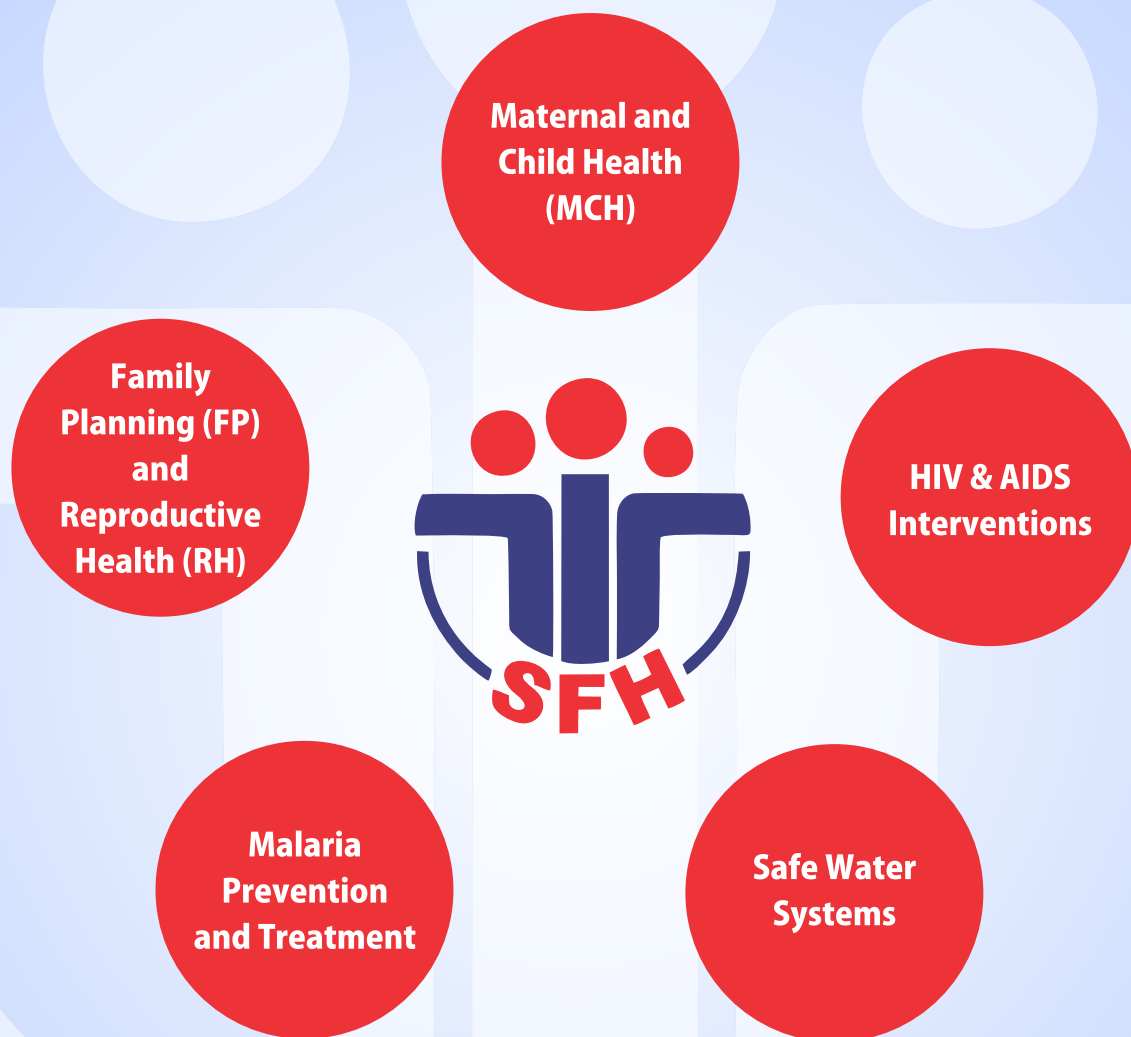 Maternal and
Child Health
(MCH)
Family
Planning (FP)
and
Reproductive
Health (RH)
HIV & AIDS
Interventions
SFH
Malaria
Prevention
and Treatment
Safe Water
Systems